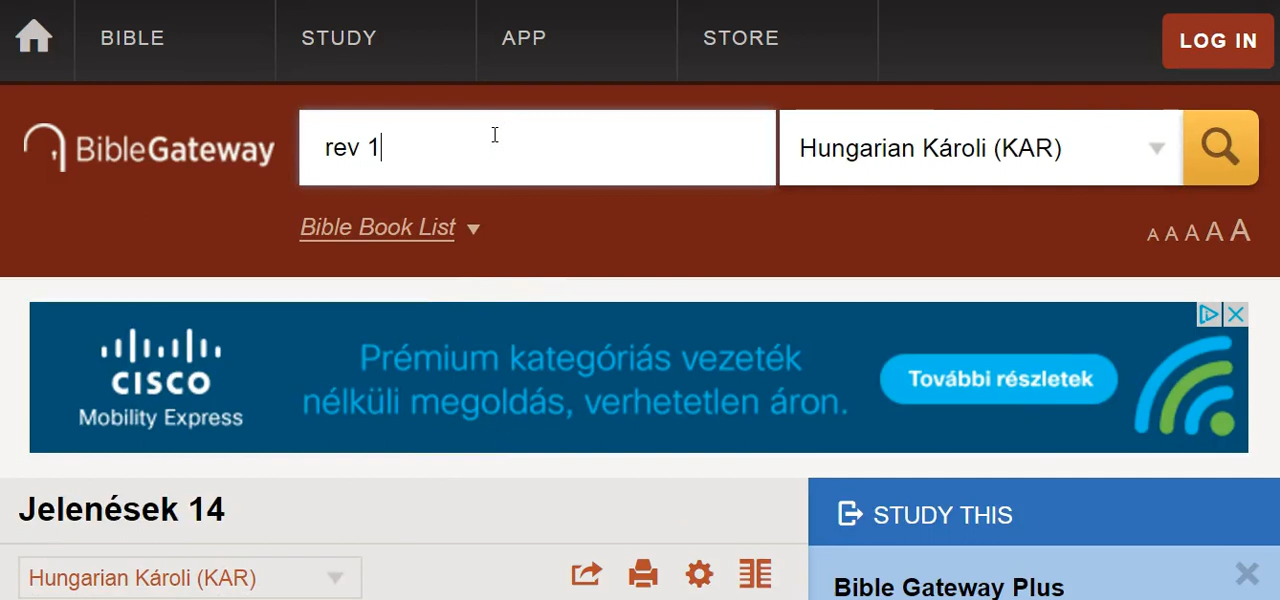 BIBLE STUDY APP STORE LOG IN
BibleGateway rev 1 Hungarian Károli (KAR)
Bible Book List A A A A A
CISCO
Mobility Express
Prémium kategóriás vezeték
nélküli megoldás, verhetetlen áron.
További részletek
Jelenések 14
Hungarian Károli (KAR)
STUDY THIS
Bible Gateway Plus